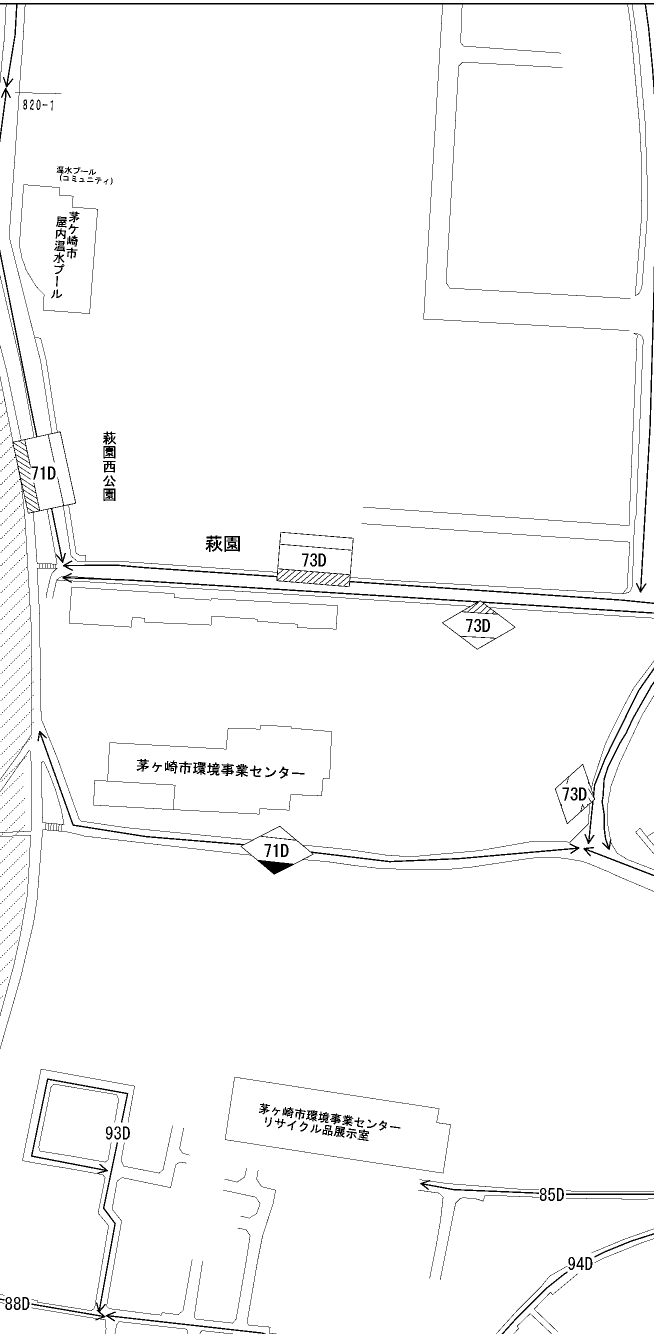 820-1
温水プール
(コミュニティ)
茅ケ崎市
屋内温水プール
71D
萩園西公園
萩園
73D
73D
73D
茅ヶ崎市環境事業センター
71D
93D
茅ヶ崎市環境事業センター
リサイクル品展示室
85D
94D
88D